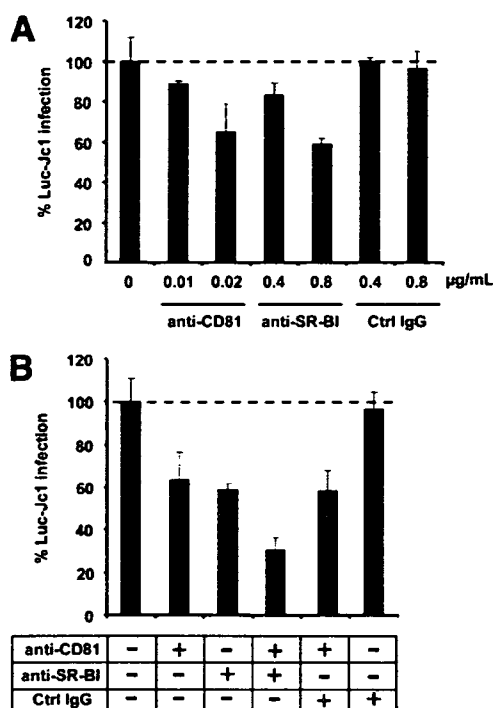 A
120
100
80
60
40
20
0
% Luc-Jc1 infection
0 0.01 0.02 0.4 0.8 0.4 0.8 µg/mL
anti-CD81 anti-SR-BI Ctrl IgG
B
120
100
80
60
40
20
0
% Luc-Jc1 infection
anti-CD81 - + - + + -
anti-SR-BI - - + + - -
Ctrl IgG - - - - + +